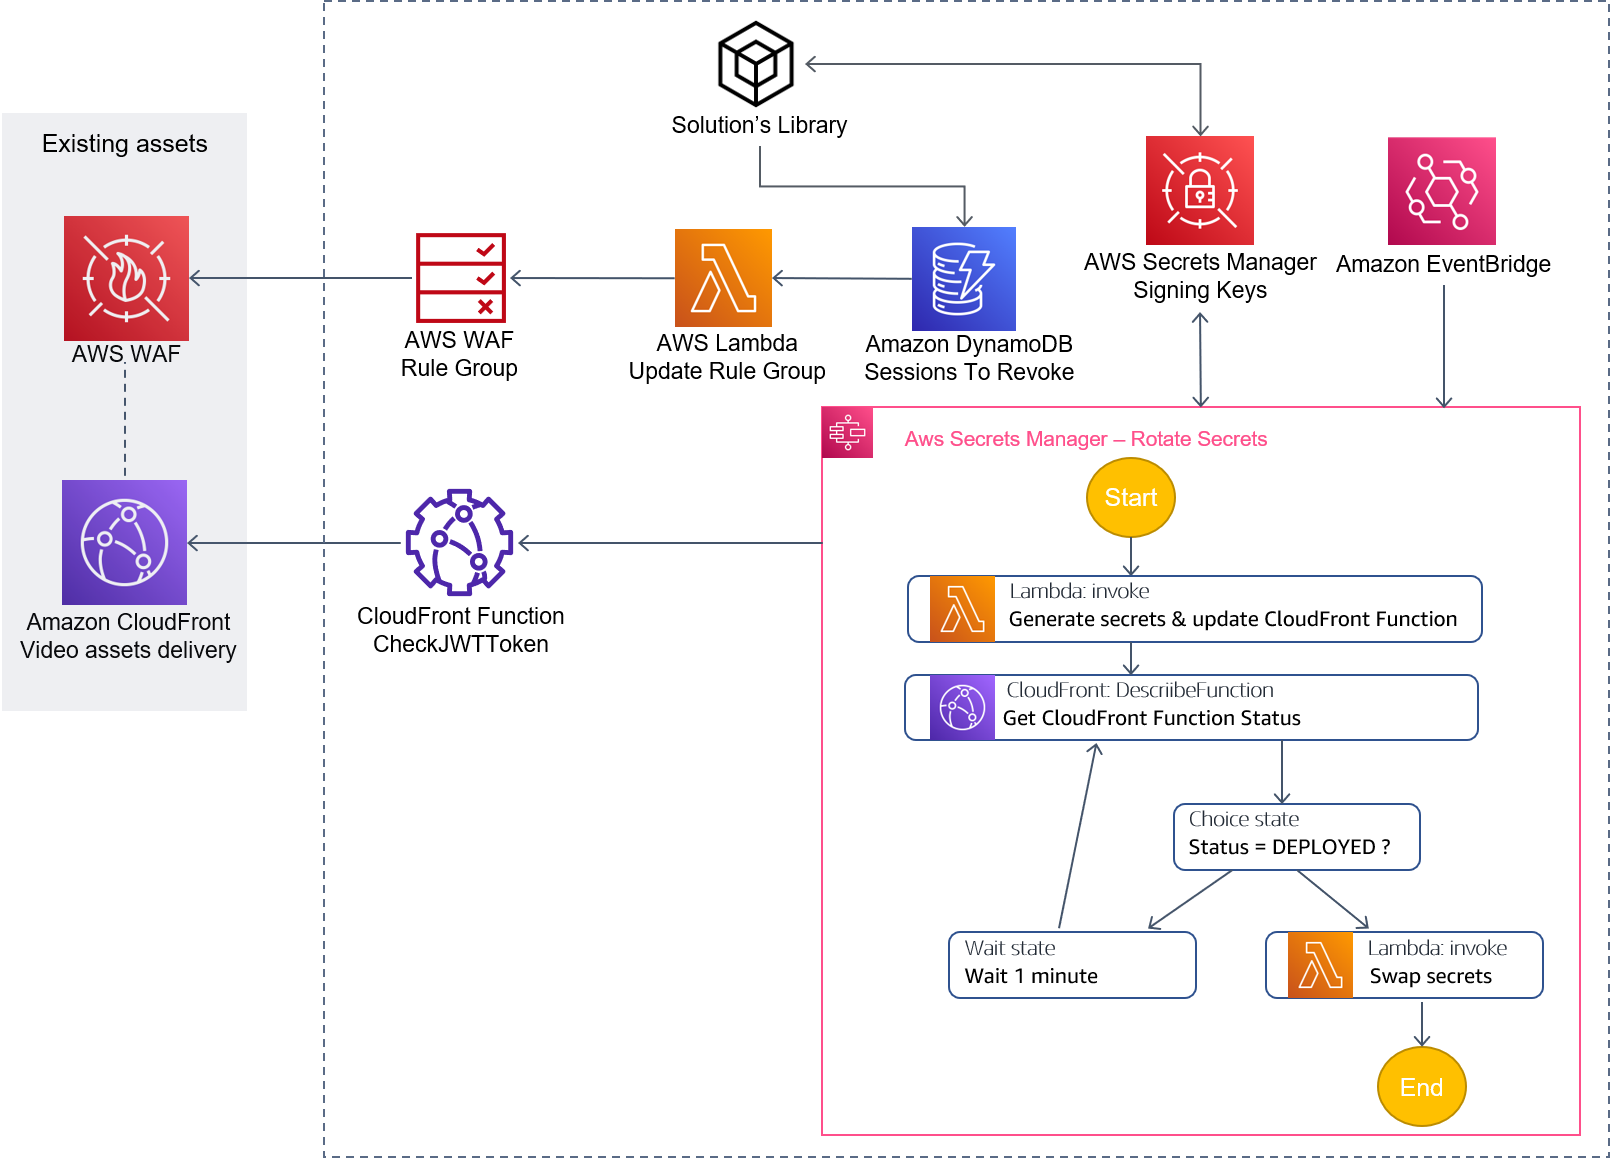 Solution’s Library
Existing assets
AWS WAF
Amazon CloudFront
Video assets delivery
AWS WAF
Rule Group
AWS Lambda
Update Rule Group
Amazon DynamoDB
Sessions To Revoke
AWS Secrets Manager
Signing Keys
Amazon EventBridge
CloudFront Function
CheckJWTToken
Aws Secrets Manager – Rotate Secrets
Start
Lambda: invoke
Generate secrets & update CloudFront Function
CloudFront: DescriibeFunction
Get CloudFront Function Status
Choice state
Status = DEPLOYED ?
Wait state
Wait 1 minute
Lambda: invoke
Swap secrets
End